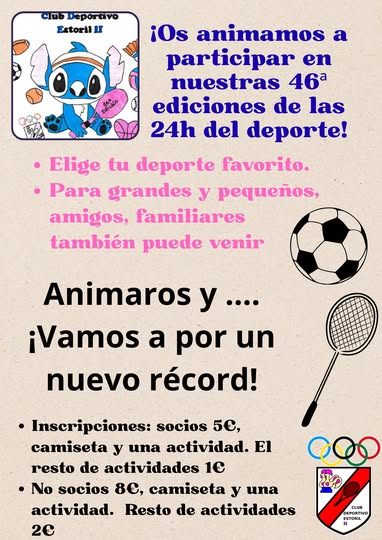 Club Deportivo
Estoril II
46ª
edición
¡Os animamos a
participar en
nuestras 46ª
ediciones de las
24h del deporte!
• Elige tu deporte favorito.
• Para grandes y pequeños,
amigos, familiares
también puede venir
Animaros y ....
¡Vamos a por un
nuevo récord!
• Inscripciones: socios 5€,
camiseta y una actividad. El
resto de actividades 1€
• No socios 8€, camiseta y una
actividad. Resto de actividades
2€
CLUB
DEPORTIVO
ESTORIL
II